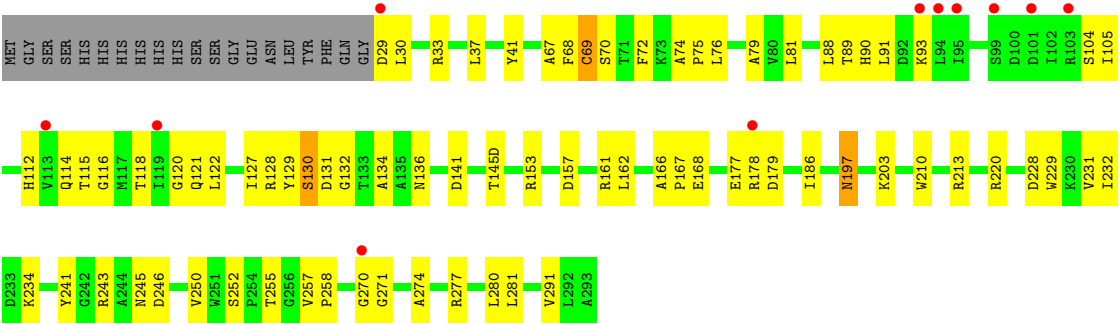 MET GLY SER SER HIS HIS HIS HIS HIS HIS HIS HIS SER SER GLY GLU ASN LEU TYR PHE GLN GLY D29 L30 R33 L37 Y41 A67 F68 C69 S70 T71 F72 K73 A74 P75 L76 A79 V80 L81 L88 T89 H90 L91 D92 K93 L94 I95 S99 D100 D101 I102 R103 S104 I105
H112 V113 Q114 T115 G116 M117 T118 I119 G120 Q121 L122 I127 R128 Y129 S130 D131 G132 T133 A134 A135 N136 D141 T145D R153 D157 R161 L162 A166 P167 E168 E177 R178 D179 I186 N197 K203 W210 R213 R220 D228 W229 K230 V231 I232
D233 K234 Y241 G242 R243 A244 N245 D246 V250 W251 S252 P254 T255 G256 V257 P258 G270 G271 A274 R277 L280 L281 V291 L292 A293